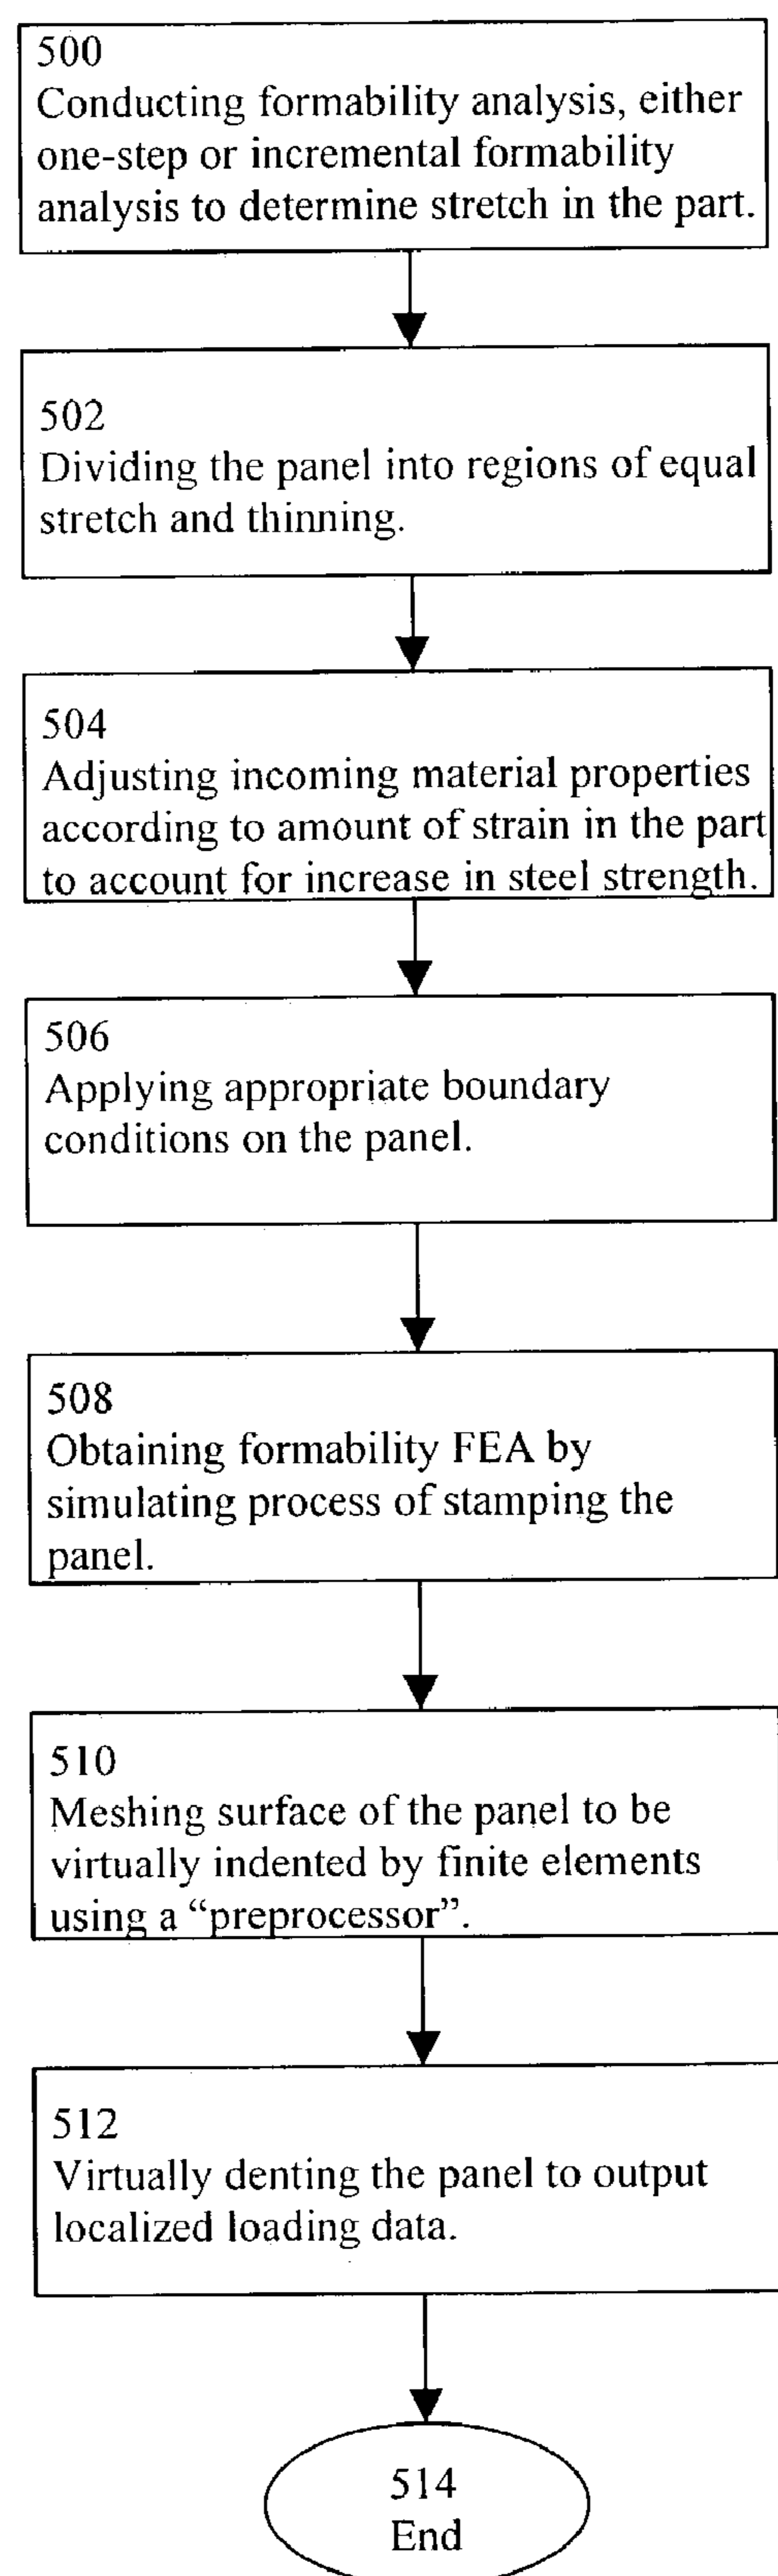 500
Conducting formability analysis, either
one-step or incremental formability
analysis to determine stretch in the part.
502
Dividing the panel into regions of equal
stretch and thinning.
504
Adjusting incoming material properties
according to amount of strain in the part
to account for increase in steel strength.
506
Applying appropriate boundary
conditions on the panel.
508
Obtaining formability FEA by
simulating process of stamping the
panel.
510
Meshing surface of the panel to be
virtually indented by finite elements
using a “preprocessor”.
512
Virtually denting the panel to output
localized loading data.
514
End